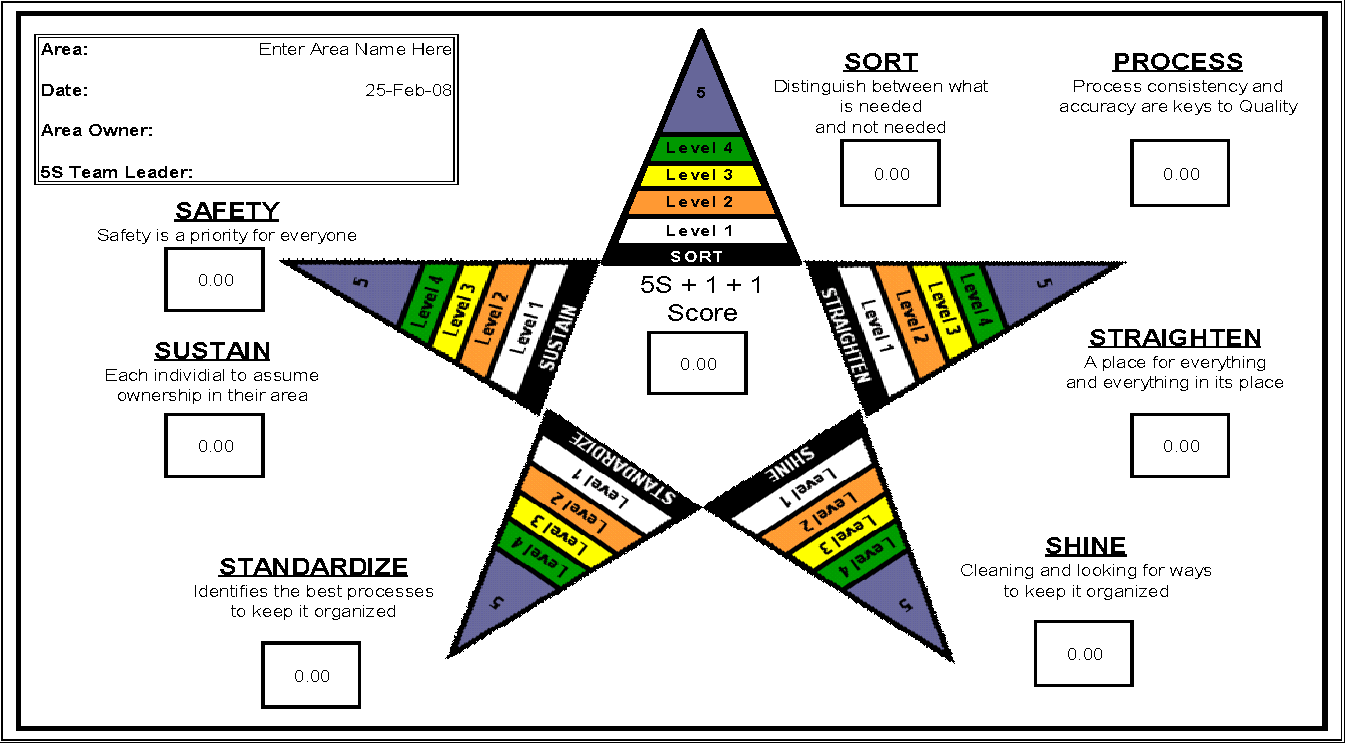 Area: Enter Area Name Here
Date: 25-Feb-08
Area Owner:
5S Team Leader:
SORT
Distinguish between what
is needed
and not needed
0.00
PROCESS
Process consistency and
accuracy are keys to Quality
0.00
5
Level 4
Level 3
Level 2
Level 1
SORT
SAFETY
Safety is a priority for everyone
0.00
5
Level 4
Level 3
Level 2
Level 1
SUSTAIN
5S + 1 + 1
Score
0.00
STRAIGHTEN
Level 1
Level 2
Level 3
Level 4
5
SUSTAIN
Each individial to assume
ownership in their area
0.00
STRAIGHTEN
A place for everything
and everything in its place
0.00
STANDARDIZE
Level 1
Level 2
Level 3
Level 4
5
SHINE
Level 1
Level 2
Level 3
Level 4
5
STANDARDIZE
Identifies the best processes
to keep it organized
0.00
SHINE
Cleaning and looking for ways
to keep it organized
0.00